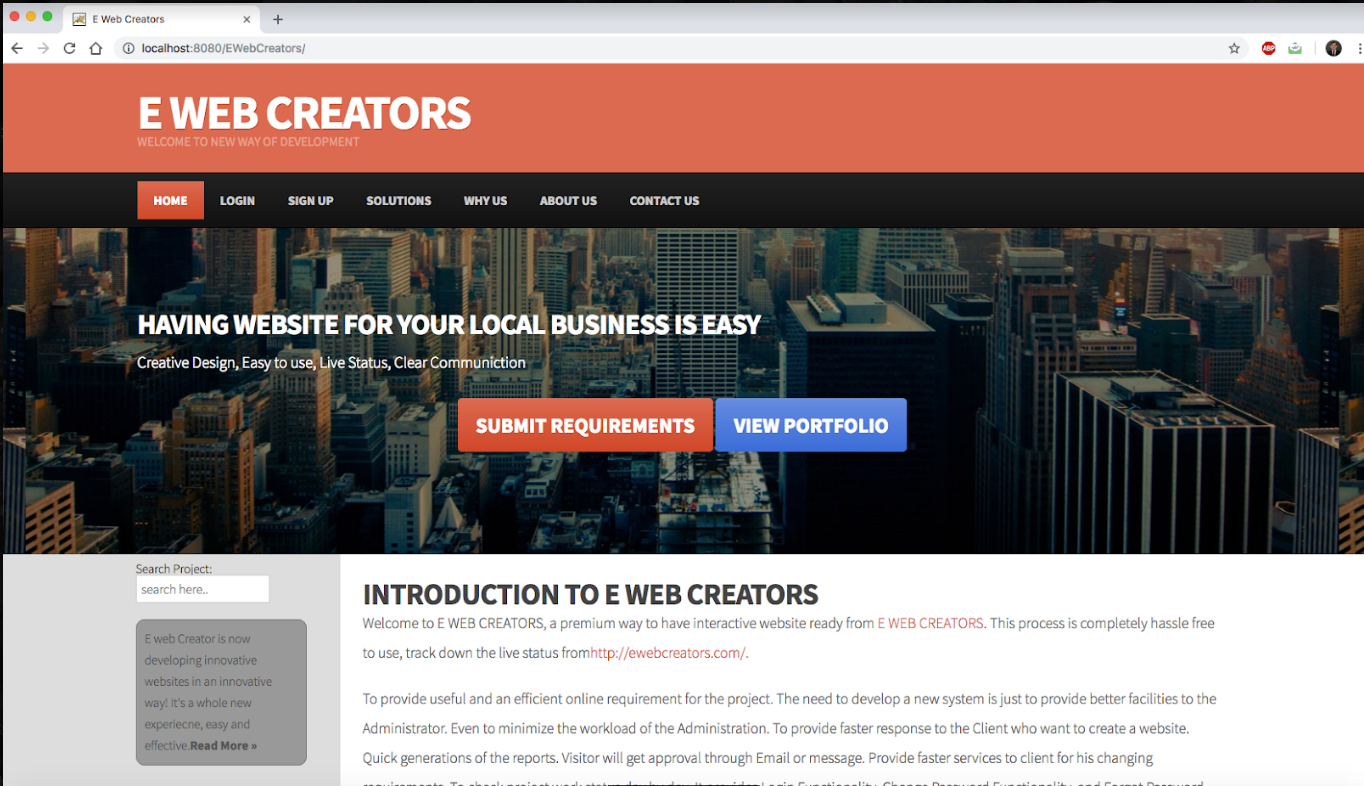 E Web Creators
localhost:8080/EWebCreators/
ABP
E WEB CREATORS
WELCOME TO NEW WAY OF DEVELOPMENT
HOME LOGIN SIGN UP SOLUTIONS WHY US ABOUT US CONTACT US
HAVING WEBSITE FOR YOUR LOCAL BUSINESS IS EASY
Creative Design, Easy to use, Live Status, Clear Communiction
SUBMIT REQUIREMENTS VIEW PORTFOLIO
Search Project:
search here..
E web Creator is now
developing innovative
websites in an innovative
way! It's a whole new
experiecne, easy and
effective.Read More »
INTRODUCTION TO E WEB CREATORS
Welcome to E WEB CREATORS, a premium way to have interactive website ready from E WEB CREATORS. This process is completely hassle free
to use, track down the live status fromhttp://ewebcreators.com/.
To provide useful and an efficient online requirement for the project. The need to develop a new system is just to provide better facilities to the
Administrator. Even to minimize the workload of the Administration. To provide faster response to the Client who want to create a website.
Quick generations of the reports. Visitor will get approval through Email or message. Provide faster services to client for his changing